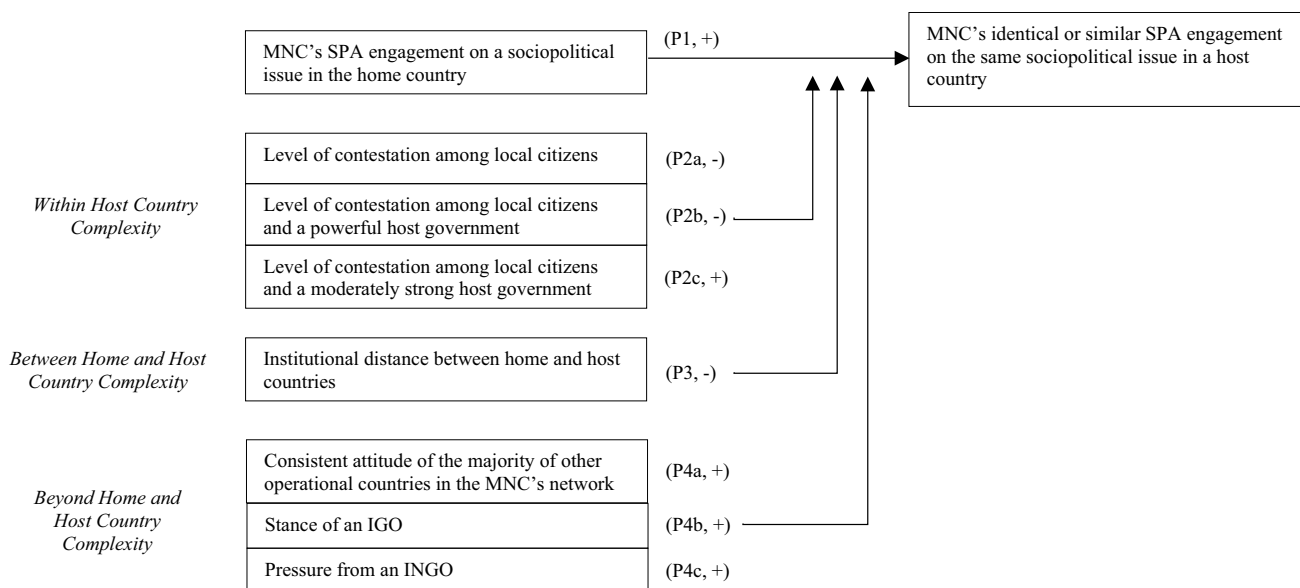 MNC's SPA engagement on a sociopolitical
issue in the home country
(P1, +)
MNC's identical or similar SPA engagement
on the same sociopolitical issue in a host
country
Within Host Country
Complexity
Level of contestation among local citizens
(P2a, -)
Level of contestation among local citizens
and a powerful host government
(P2b, -)
Level of contestation among local citizens
and a moderately strong host government
(P2c, +)
Between Home and Host
Country Complexity
Institutional distance between home and host
countries
(P3, -)
Beyond Home and
Host Country
Complexity
Consistent attitude of the majority of other
operational countries in the MNC's network
(P4a, +)
Stance of an IGO
(P4b, +)
Pressure from an INGO
(P4c, +)